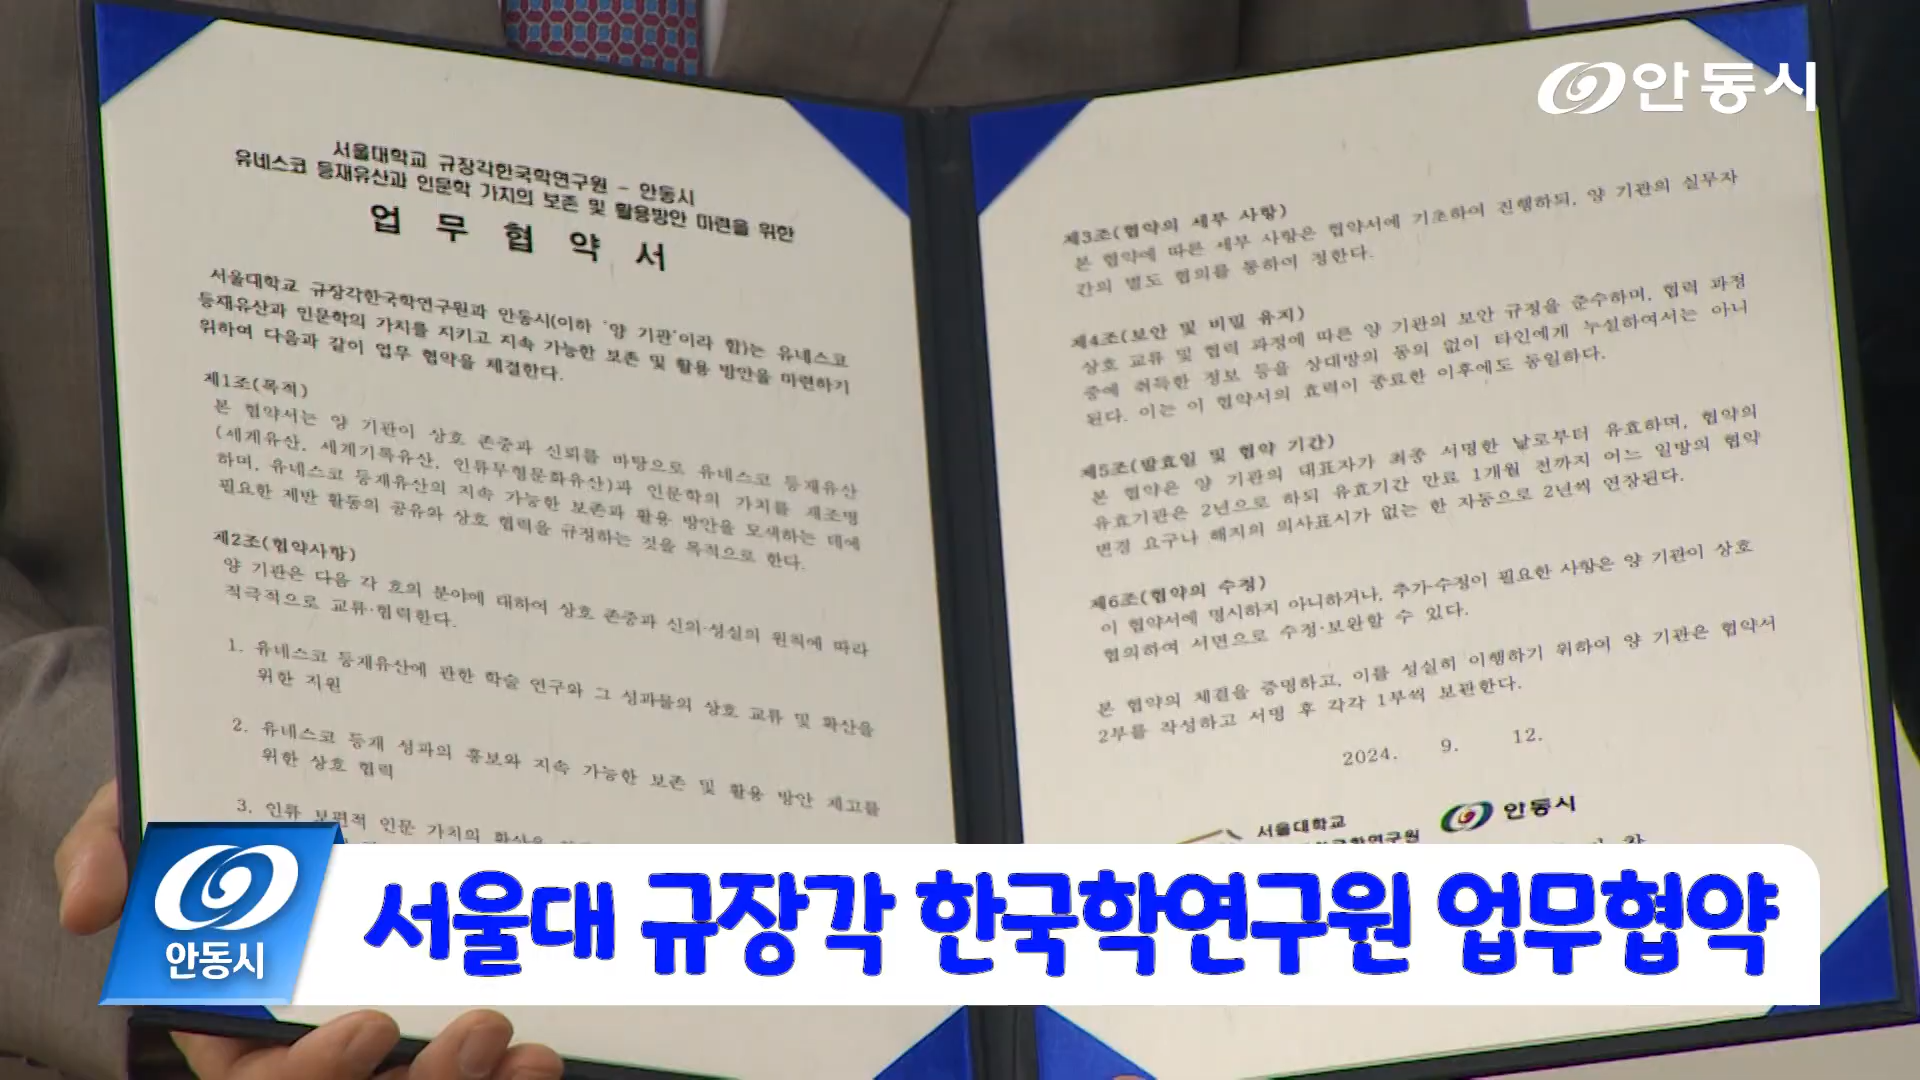 안동시
서울대학교 규장각한국학연구원 - 안동시
유네스코 등재유산과 인문학 가치의 보존 및 활용방안 마련을 위한
업 무 협 약 서
서울대학교 규장각한국학연구원과 안동시(이하 '양 기관'이라 함)는 유네스코
등재유산과 인문학의 가치를 지키고 지속 가능한 보존 및 활용 방안을 마련하기
위하여 다음과 같이 업무 협약을 체결한다.
제1조(목적)
본 협약서는 양 기관이 상호 존중과 신뢰를 바탕으로 유네스코 등재유산
(세계유산, 세계기록유산, 인류무형문화유산)과 인문학의 가치를 재조명
하며, 유네스코 등재유산의 지속 가능한 보존과 활용 방안을 모색하는 데에
필요한 제반 활동의 공유와 상호 협력을 규정하는 것을 목적으로 한다.
제2조(협약사항)
양 기관은 다음 각 호의 분야에 대하여 상호 존중과 신의·성실의 원칙에 따라
적극적으로 교류·협력한다.
1. 유네스코 등재유산에 관한 학술 연구와 그 성과물의 상호 교류 및 확산을
위한 지원
2. 유네스코 등재 성과의 홍보와 지속 가능한 보존 및 활용 방안 제고를
위한 상호 협력
3. 인류 보편적 인문 가치의 확산을
제3조(협약의 세부 사항)
본 협약에 따른 세부 사항은 협약서에 기초하여 진행하되, 양 기관의 실무자
간의 별도 협의를 통하여 정한다.
제4조(보안 및 비밀 유지)
상호 교류 및 협력 과정에 따른 양 기관의 보안 규정을 준수하며, 협력 과정
중에 취득한 정보 등을 상대방의 동의 없이 타인에게 누설하여서는 아니
된다. 이는 이 협약서의 효력이 종료한 이후에도 동일하다.
제5조(발효일 및 협약 기간)
본 협약은 양 기관의 대표자가 최종 서명한 날로부터 유효하며, 협약의
유효기관은 2년으로 하되 유효기간 만료 1개월 전까지 어느 일방의 협약
변경 요구나 해지의 의사표시가 없는 한 자동으로 2년씩 연장된다.
제6조(협약의 수정)
이 협약서에 명시하지 아니하거나, 추가·수정이 필요한 사항은 양 기관이 상호
협의하여 서면으로 수정·보완할 수 있다.
본 협약의 체결을 증명하고, 이를 성실히 이행하기 위하여 양 기관은 협약서
2부를 작성하고 서명 후 각각 1부씩 보관한다.
2024. 9. 12.
서울대학교
안동시
안동시
서울대 규장각 한국학연구원 업무협약